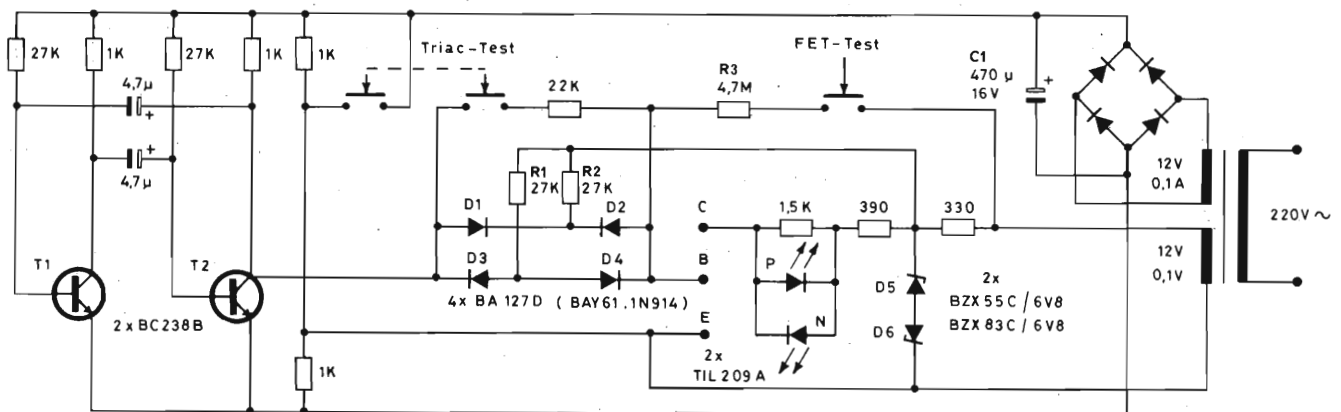 27K
1K
27K
1K
1K
4,7µ
+
+
4,7µ
T1
T2
2 x BC238B
1K
Triac-Test
22K
R3
4,7M
FET-Test
C1
470 µ
16V
+
R1
27K
R2
27K
D1
D2
D3
D4
4x BA 127D ( BAY61.1N914)
C
B
E
1,5K
390
330
P
N
2x
TIL 209A
D5
D6
2x
BZX 55C / 6V8
BZX 83C / 6V8
12V
0,1A
12V
0,1V
220V ~